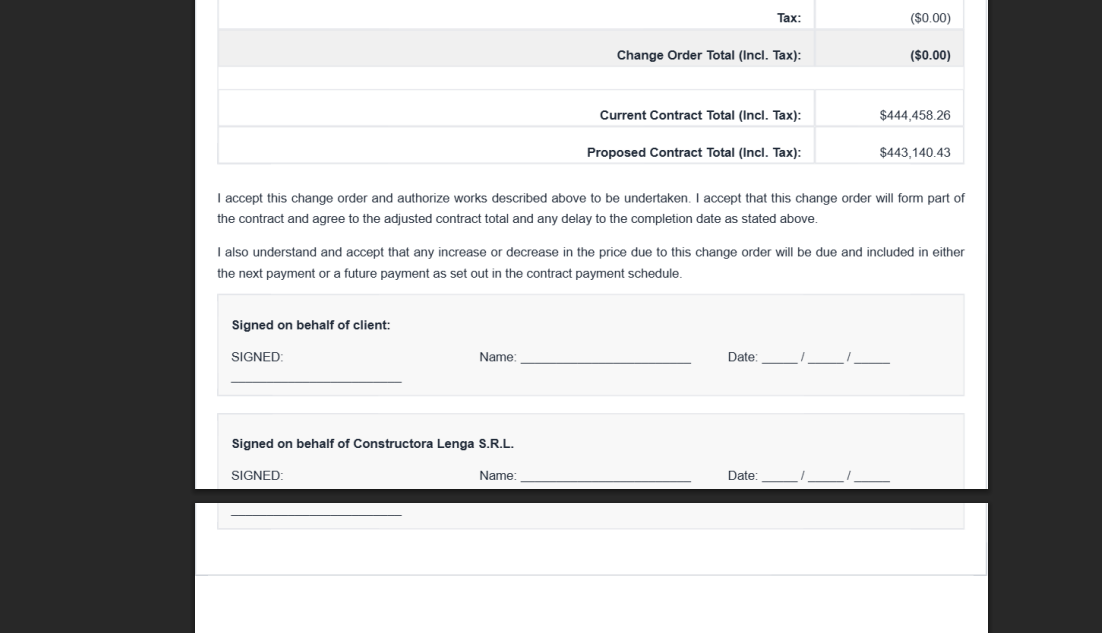 Tax: ($0.00)
Change Order Total (Incl. Tax): ($0.00)
Current Contract Total (Incl. Tax): $444,458.26
Proposed Contract Total (Incl. Tax): $443,140.43
I accept this change order and authorize works described above to be undertaken. I accept that this change order will form part of
the contract and agree to the adjusted contract total and any delay to the completion date as stated above.
I also understand and accept that any increase or decrease in the price due to this change order will be due and included in either
the next payment or a future payment as set out in the contract payment schedule.
Signed on behalf of client:
SIGNED: Name: ________________________ Date: _____ / _____ / _____
________________________
Signed on behalf of Constructora Lenga S.R.L.
SIGNED: Name: ________________________ Date: _____ / _____ / _____
________________________